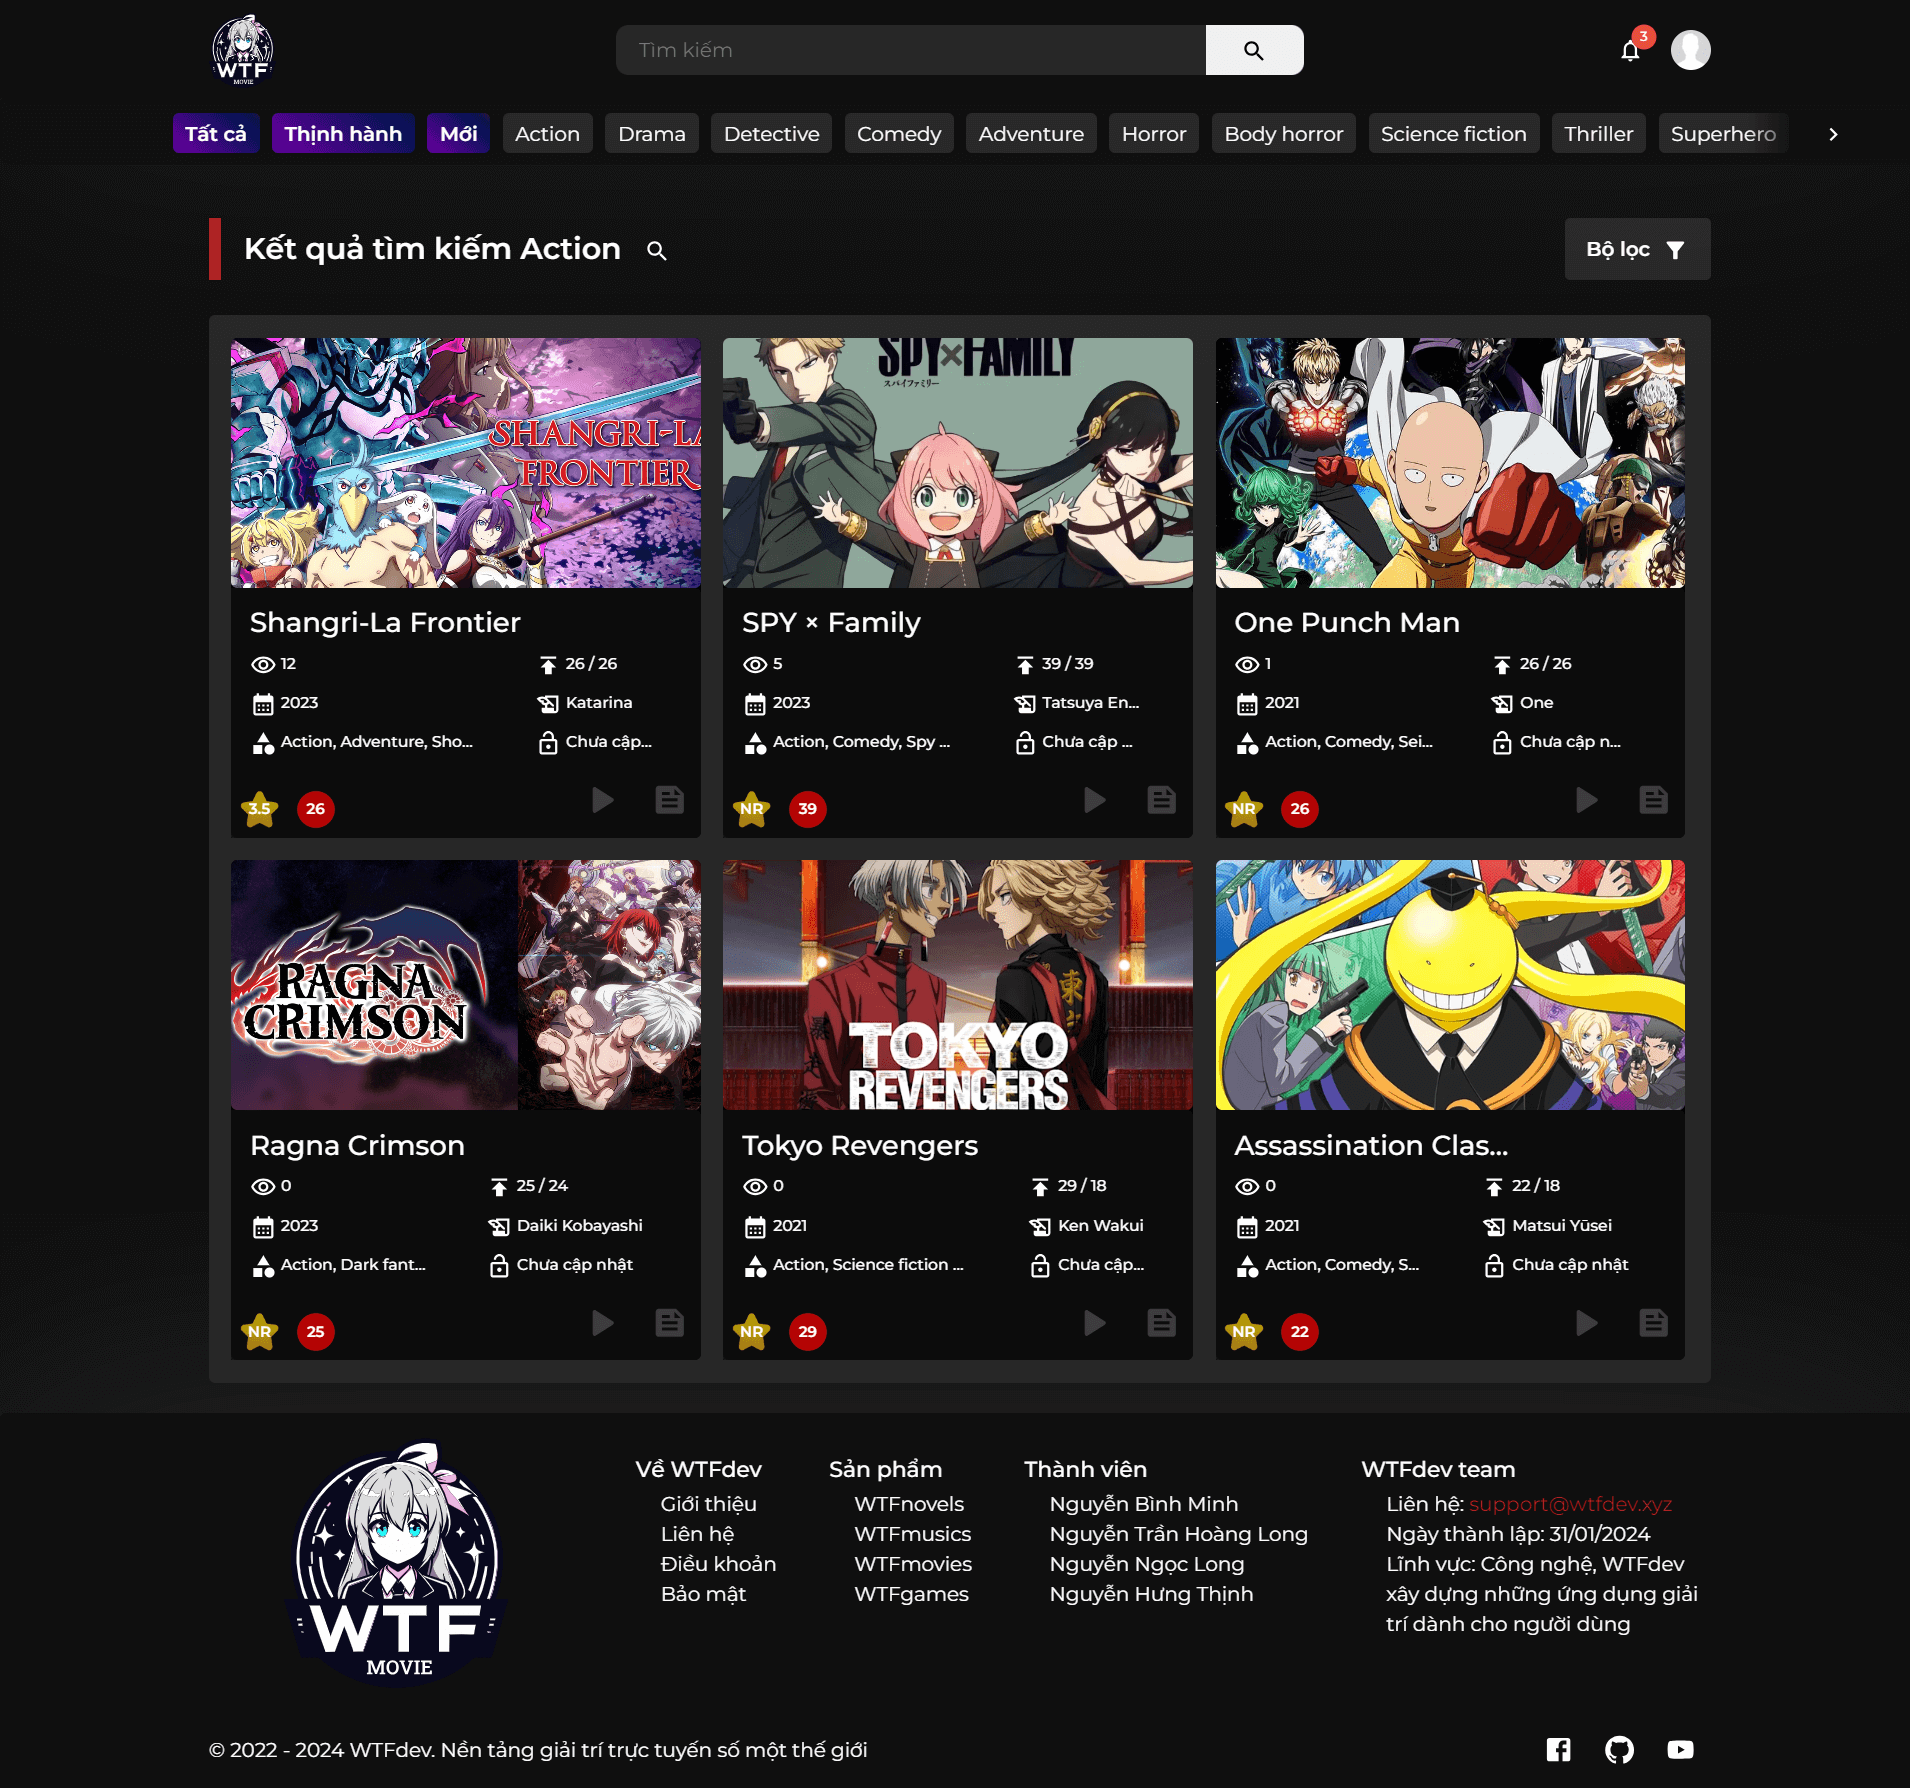 WTF
MOVIE
Tìm kiếm
3
Tất cả
Thịnh hành
Mới
Action
Drama
Detective
Comedy
Adventure
Horror
Body horror
Science fiction
Thriller
Superhero
Kết quả tìm kiếm Action
Bộ lọc
SHANGRI-LA
FRONTIER
Shangri-La Frontier
12
26 / 26
2023
Katarina
Action, Adventure, Sho...
Chưa cập...
3.5
26
SPY×FAMILY
スパイファミリー
SPY × Family
5
39 / 39
2023
Tatsuya En...
Action, Comedy, Spy ...
Chưa cập ...
NR
39
One Punch Man
1
26 / 26
2021
One
Action, Comedy, Sei...
Chưa cập n...
NR
26
RAGNA
CRIMSON
Ragna Crimson
0
25 / 24
2023
Daiki Kobayashi
Action, Dark fant...
Chưa cập nhật
NR
25
東
TOKYO
REVENGERS
Tokyo Revengers
0
29 / 18
2021
Ken Wakui
Action, Science fiction ...
Chưa cập...
NR
29
Assassination Clas...
0
22 / 18
2021
Matsui Yūsei
Action, Comedy, S...
Chưa cập nhật
NR
22
WTF
MOVIE
Về WTFdev
Giới thiệu
Liên hệ
Điều khoản
Bảo mật
Sản phẩm
WTFnovels
WTFmusics
WTFmovies
WTFgames
Thành viên
Nguyễn Bình Minh
Nguyễn Trần Hoàng Long
Nguyễn Ngọc Long
Nguyễn Hưng Thịnh
WTFdev team
Liên hệ: support@wtfdev.xyz
Ngày thành lập: 31/01/2024
Lĩnh vực: Công nghệ, WTFdev
xây dựng những ứng dụng giải
trí dành cho người dùng
© 2022 - 2024 WTFdev. Nền tảng giải trí trực tuyến số một thế giới